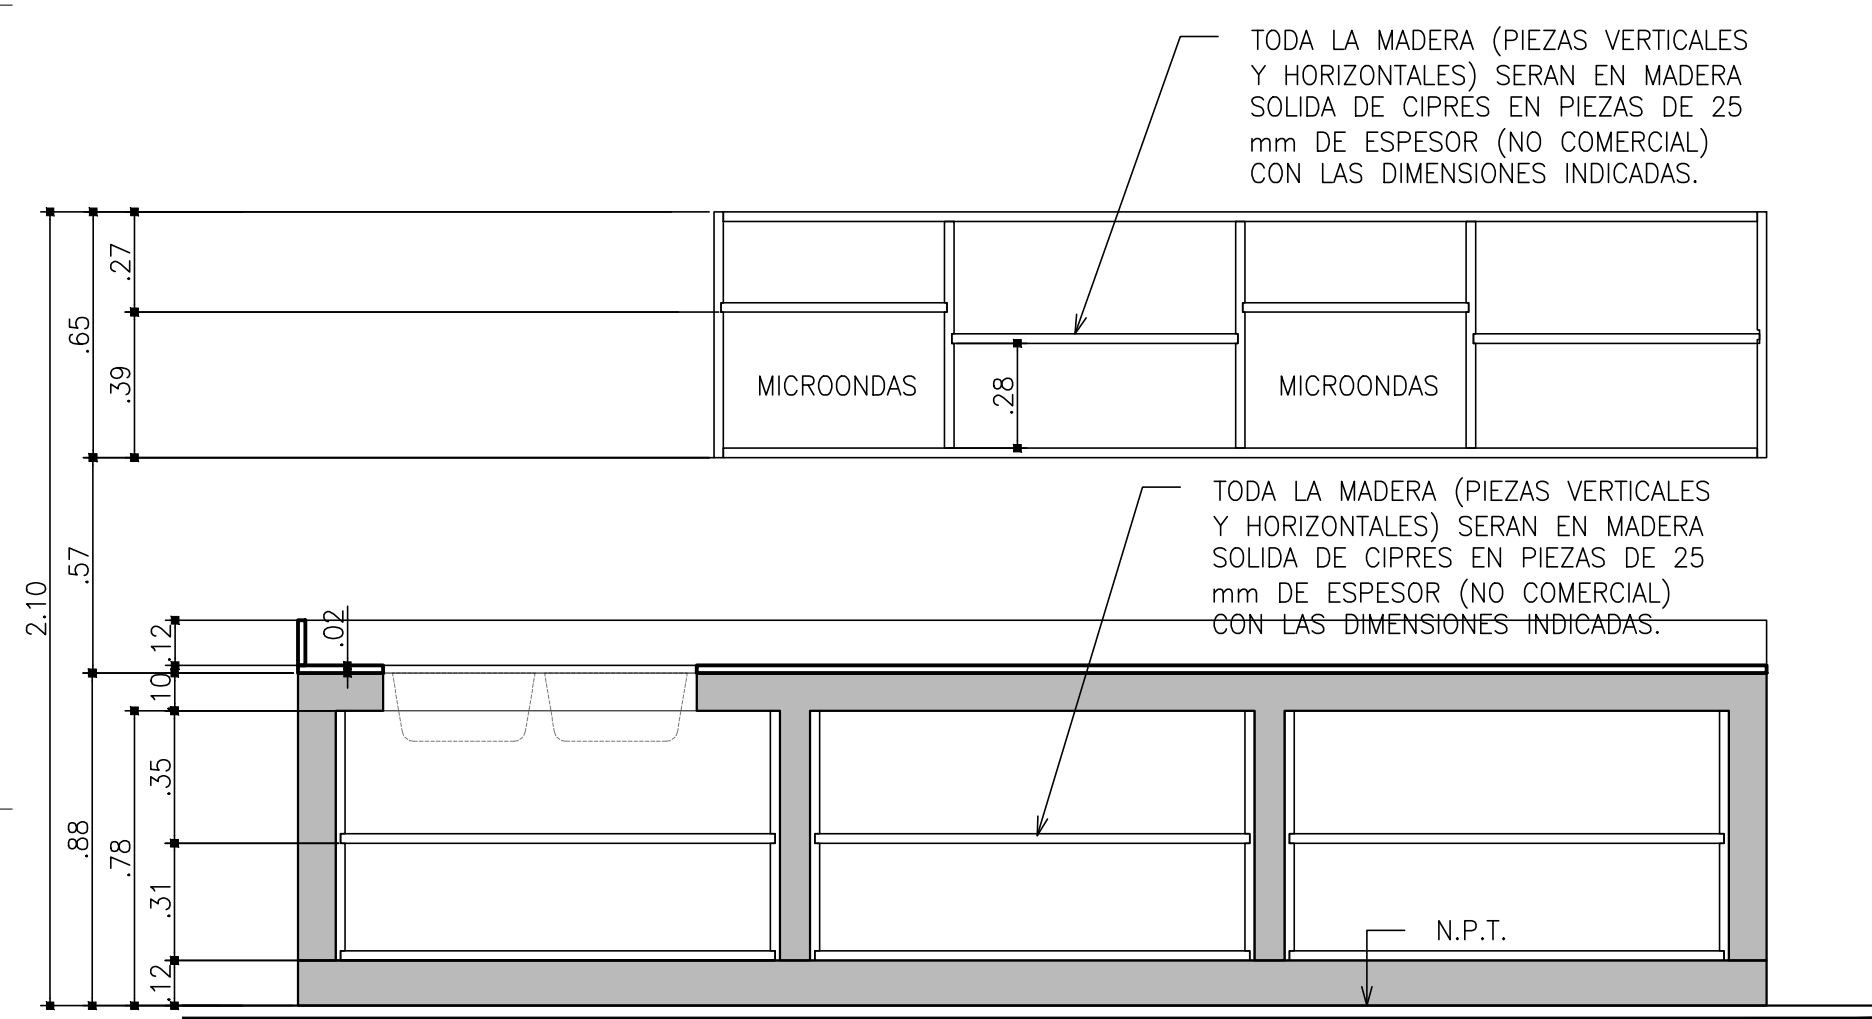 TODA LA MADERA (PIEZAS VERTICALES
Y HORIZONTALES) SERAN EN MADERA
SOLIDA DE CIPRES EN PIEZAS DE 25
mm DE ESPESOR (NO COMERCIAL)
CON LAS DIMENSIONES INDICADAS.
.27
.65
.39
MICROONDAS
.28
MICROONDAS
TODA LA MADERA (PIEZAS VERTICALES
Y HORIZONTALES) SERAN EN MADERA
SOLIDA DE CIPRES EN PIEZAS DE 25
mm DE ESPESOR (NO COMERCIAL)
CON LAS DIMENSIONES INDICADAS.
.57
2.10
.12
.02
.10
.35
.88
.78
.31
N.P.T.
.12